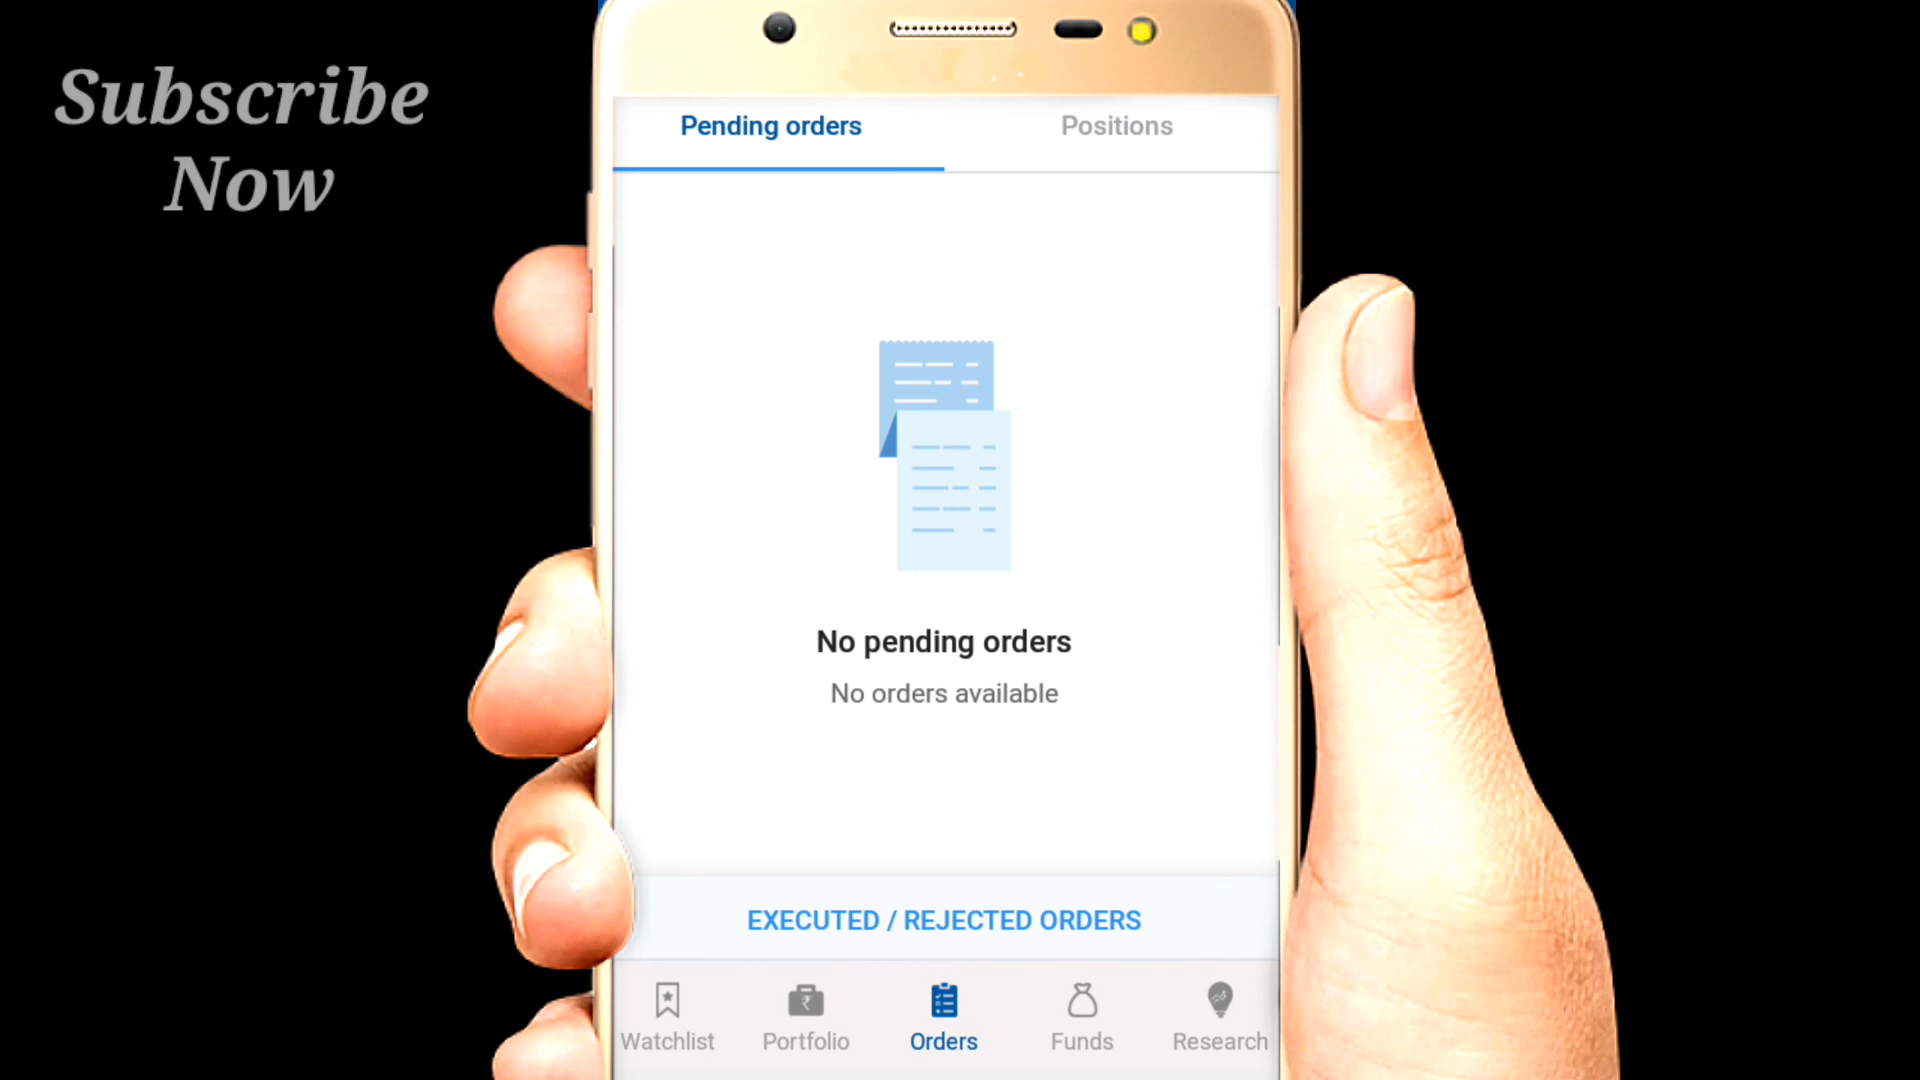 Subscribe
Now
Pending orders
Positions
No pending orders
No orders available
EXECUTED / REJECTED ORDERS
Watchlist
Portfolio
Orders
Funds
Research